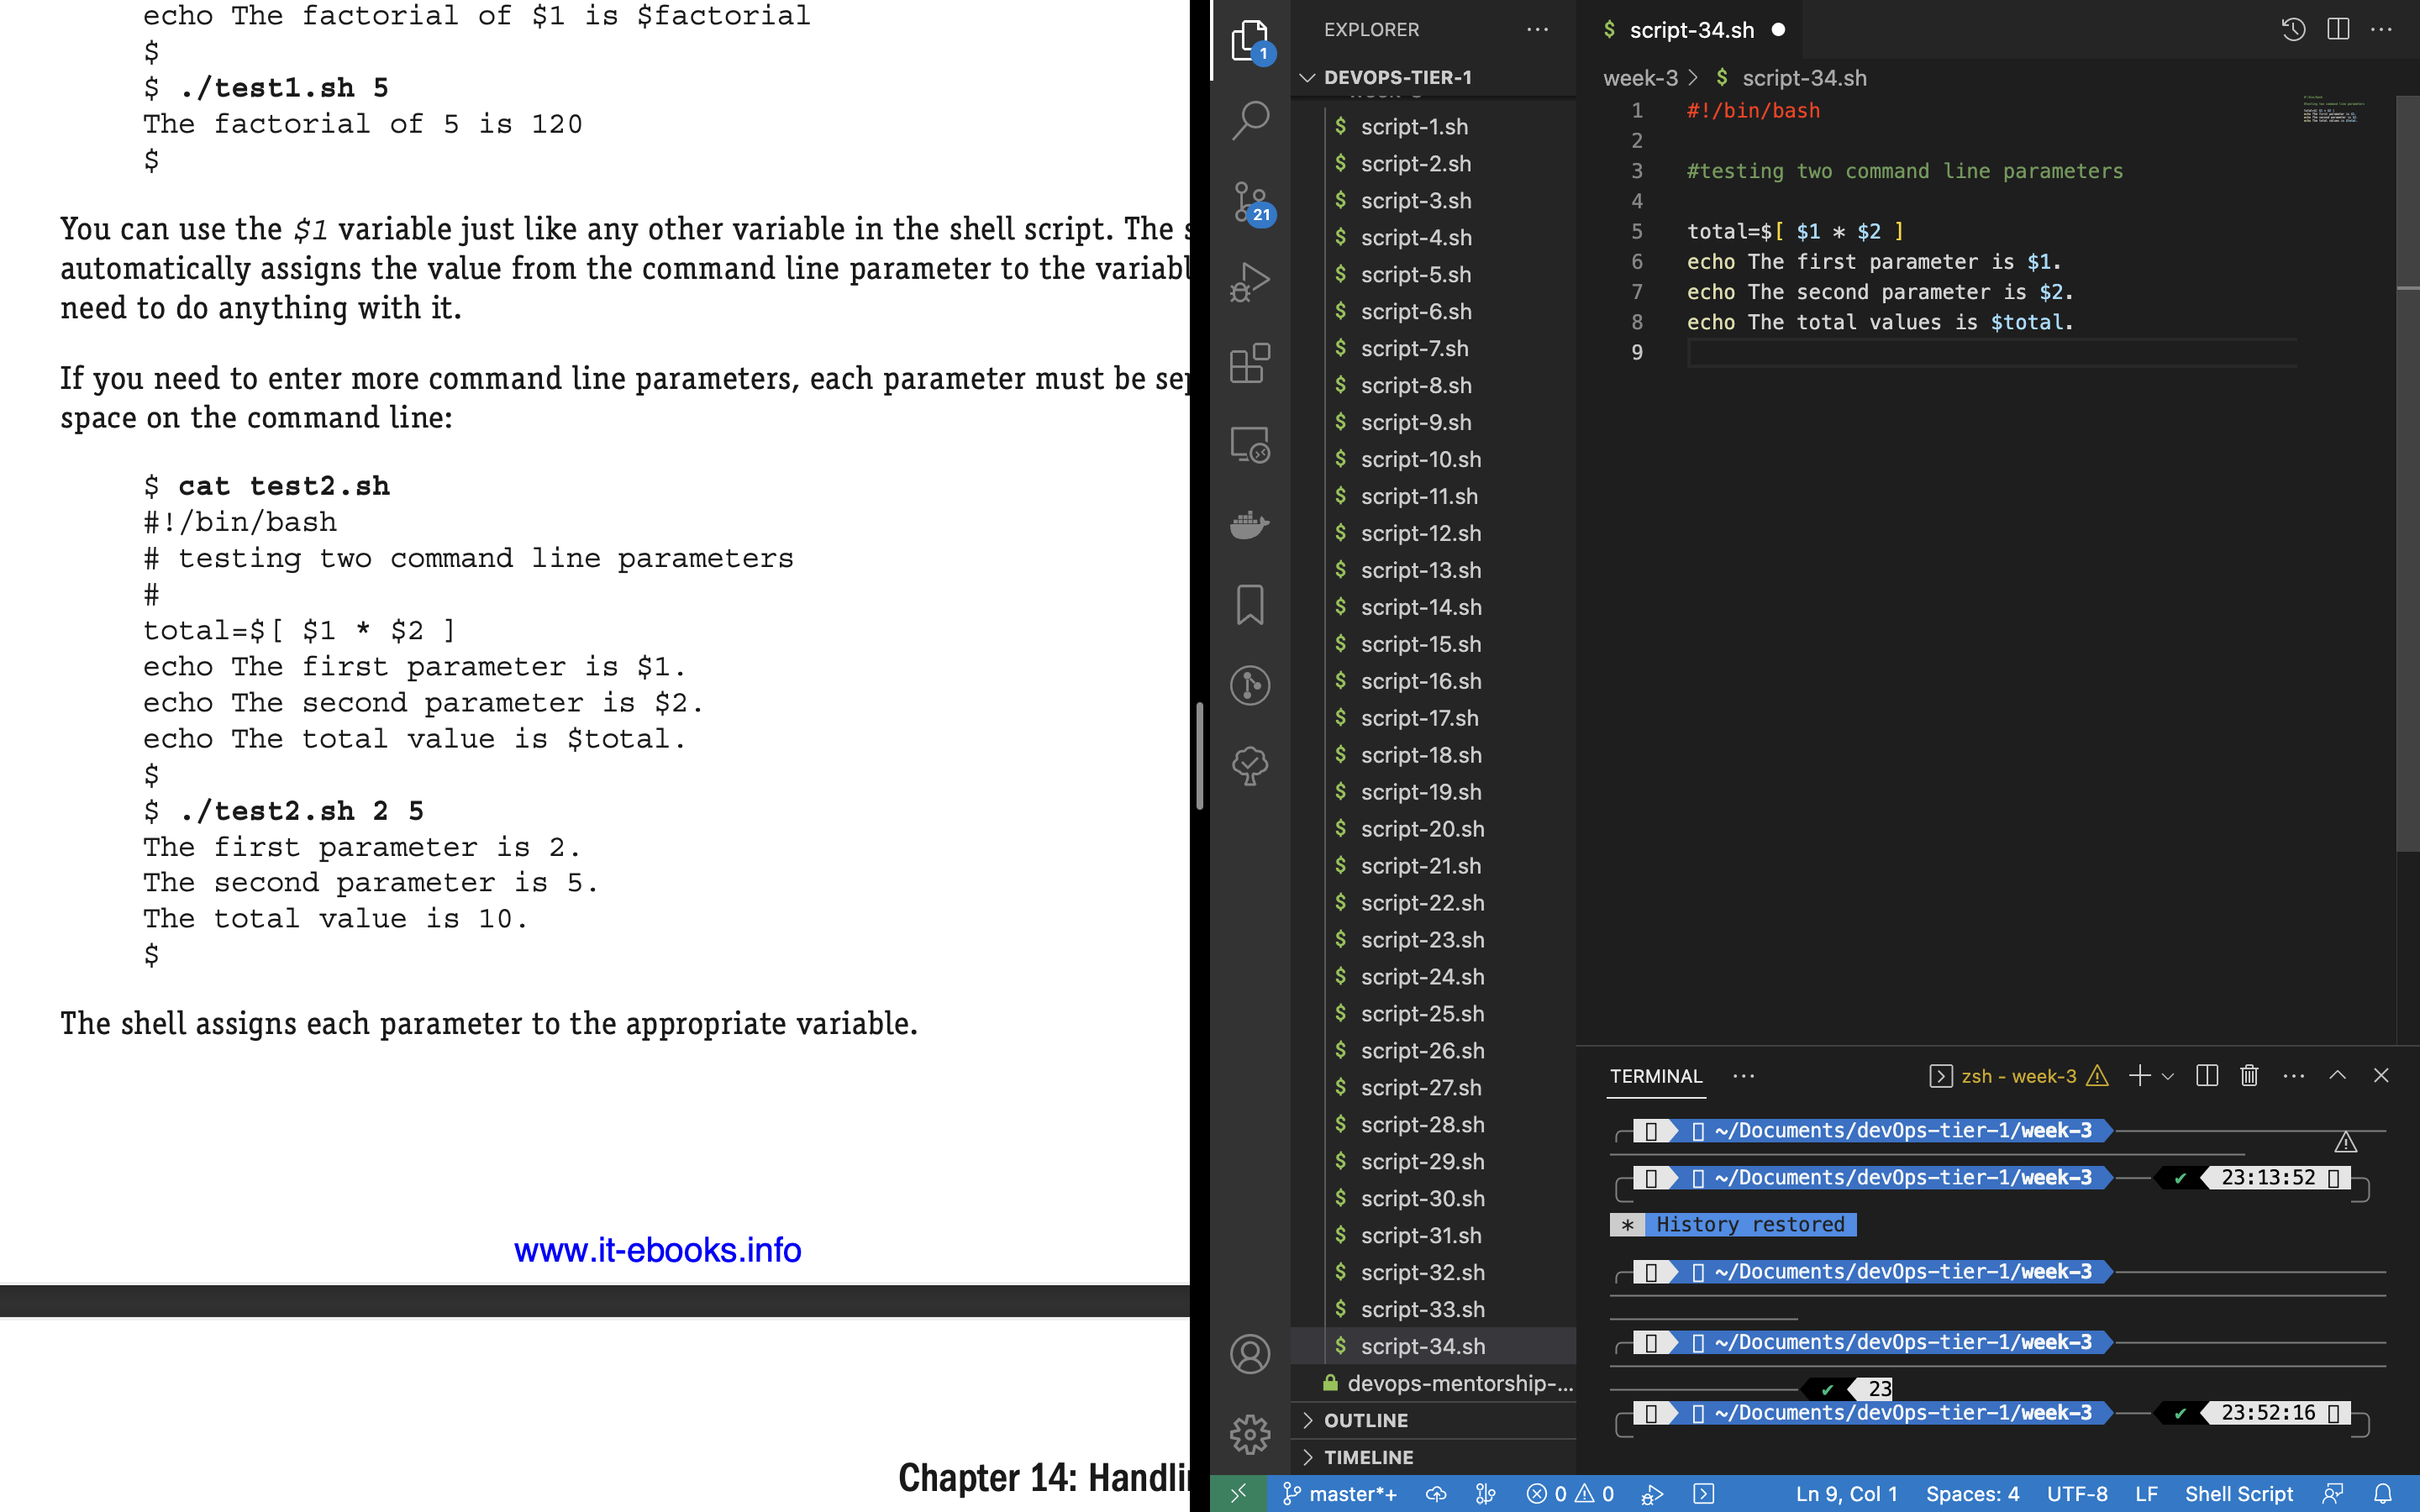 echo The factorial of $1 is $factorial
$
$ ./test1.sh 5
The factorial of 5 is 120
$
You can use the $1 variable just like any other variable in the shell script. The
automatically assigns the value from the command line parameter to the
need to do anything with it.
If you need to enter more command line parameters, each parameter must be
space on the command line:
$ cat test2.sh
#!/bin/bash
# testing two command line parameters
#
total=$[ $1 * $2 ]
echo The first parameter is $1.
echo The second parameter is $2.
echo The total value is $total.
$
$ ./test2.sh 2 5
The first parameter is 2.
The second parameter is 5.
The total value is 10.
$
The shell assigns each parameter to the appropriate variable.
www.it-ebooks.info
Chapter 14:
1
21
EXPLORER
DEVOPS-TIER-1
$ script-1.sh
$ script-2.sh
$ script-3.sh
$ script-4.sh
$ script-5.sh
$ script-6.sh
$ script-7.sh
$ script-8.sh
$ script-9.sh
$ script-10.sh
$ script-11.sh
$ script-12.sh
$ script-13.sh
$ script-14.sh
$ script-15.sh
$ script-16.sh
$ script-17.sh
$ script-18.sh
$ script-19.sh
$ script-20.sh
$ script-21.sh
$ script-22.sh
$ script-23.sh
$ script-24.sh
$ script-25.sh
$ script-26.sh
$ script-27.sh
$ script-28.sh
$ script-29.sh
$ script-30.sh
$ script-31.sh
$ script-32.sh
$ script-33.sh
$ script-34.sh
devops-mentorship-...
OUTLINE
TIMELINE
$ script-34.sh
week-3 > $ script-34.sh
1 #!/bin/bash
2
3 #testing two command line parameters
4
5 total=$[ $1 * $2 ]
6 echo The first parameter is $1.
7 echo The second parameter is $2.
8 echo The total values is $total.
9
TERMINAL
zsh - week-3
~/Documents/devOps-tier-1/week-3
~/Documents/devOps-tier-1/week-3 ✔ 23:13:52
* History restored
~/Documents/devOps-tier-1/week-3
~/Documents/devOps-tier-1/week-3
✔ 23
~/Documents/devOps-tier-1/week-3 ✔ 23:52:16
master*+ 0 0 Ln 9, Col 1 Spaces: 4 UTF-8 LF Shell Script